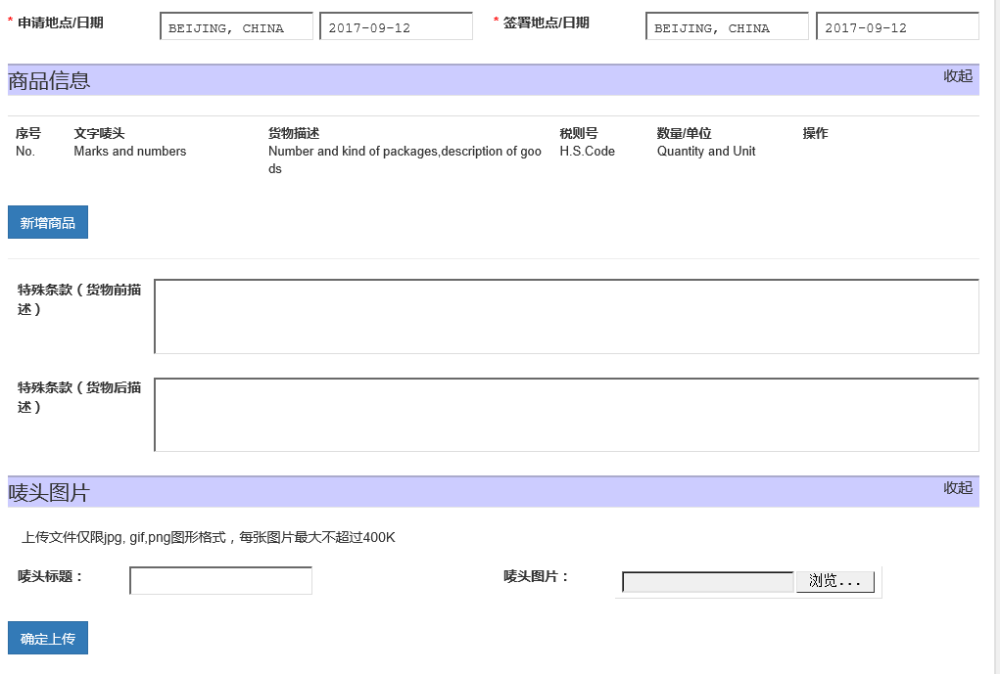 * 申请地点/日期 BEIJING, CHINA 2017-09-12 * 签署地点/日期 BEIJING, CHINA 2017-09-12
商品信息 收起
序号 文字唛头 货物描述 税则号 数量/单位 操作
No. Marks and numbers Number and kind of packages,description of goo H.S.Code Quantity and Unit
ds
新增商品
特殊条款（货物前描
述）
特殊条款（货物后描
述）
唛头图片 收起
上传文件仅限jpg, gif,png图形格式，每张图片最大不超过400K
唛头标题： 唛头图片： 浏览...
确定上传